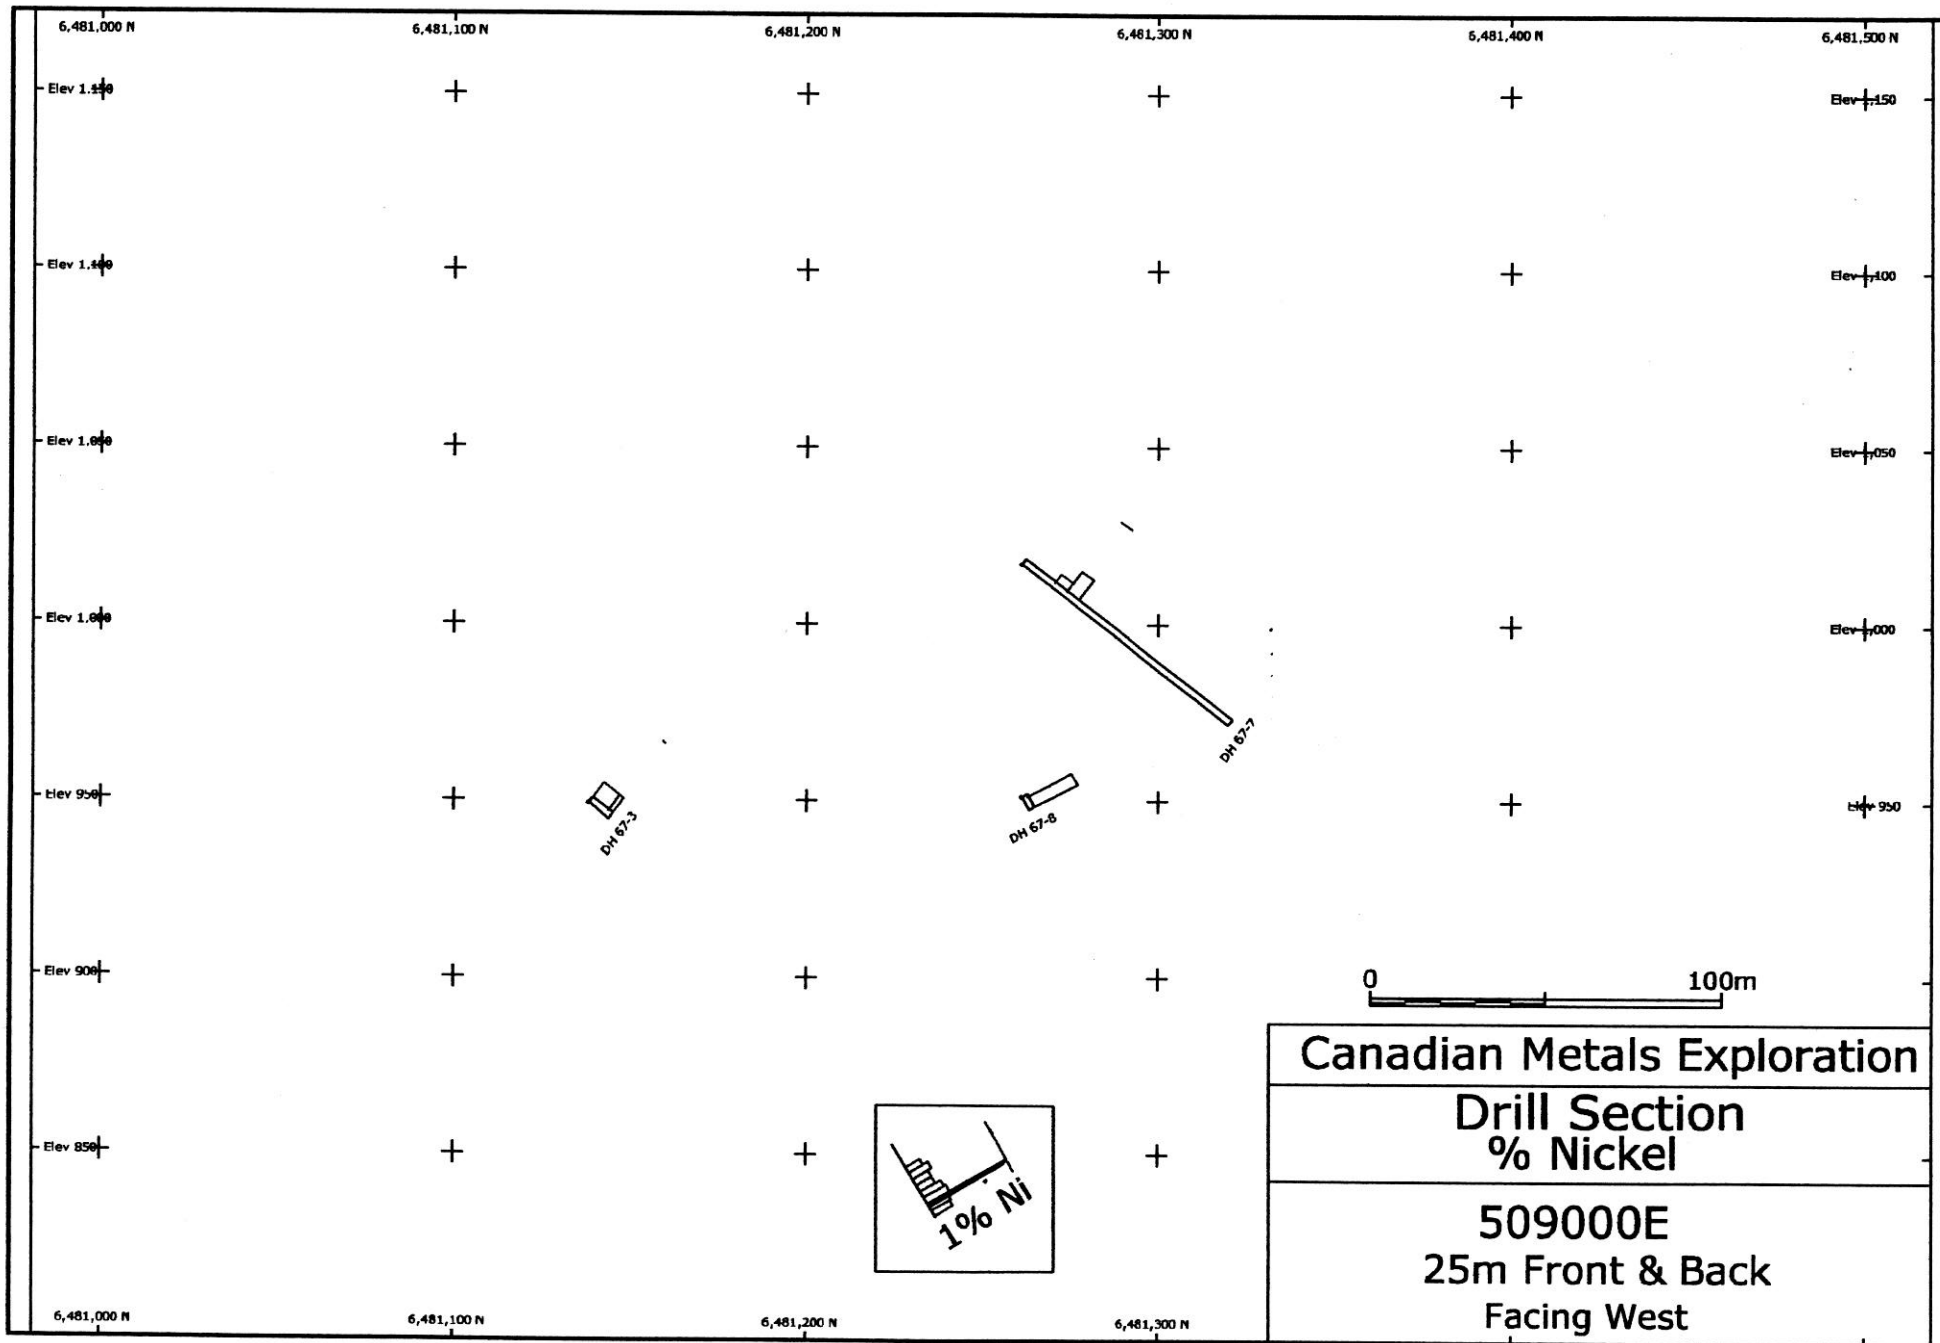 6,481,000 N 6,481,100 N 6,481,200 N 6,481,300 N 6,481,400 N 6,481,500 N
Elev 1,150 Elev 1,150
Elev 1,100 Elev 1,100
Elev 1,050 Elev 1,050
Elev 1,000 Elev 1,000
DH 67-7
Elev 950 Elev 950
DH 67-3
DH 67-8
Elev 900
0 100m
Canadian Metals Exploration
Drill Section
% Nickel
Elev 850
1% Ni
509000E
25m Front & Back
Facing West
6,481,000 N 6,481,100 N 6,481,200 N 6,481,300 N